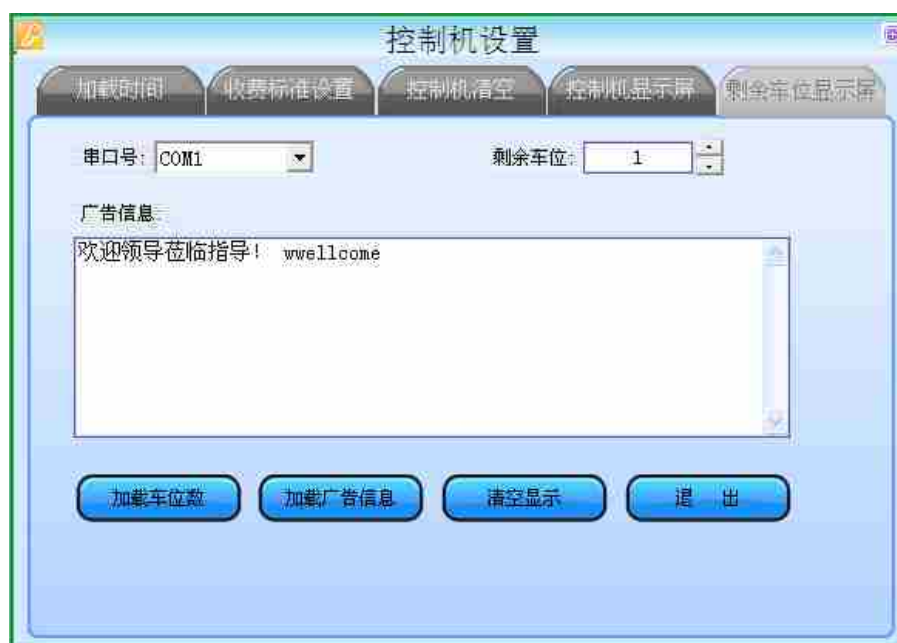 控制机设置
加载时间 收费标准设置 控制机清空 控制机显示屏 剩余车位显示屏
串口号: COM1 剩余车位: 1
广告信息:
欢迎领导莅临指导! wwellcome
加载车位数 加载广告信息 清空显示 退 出